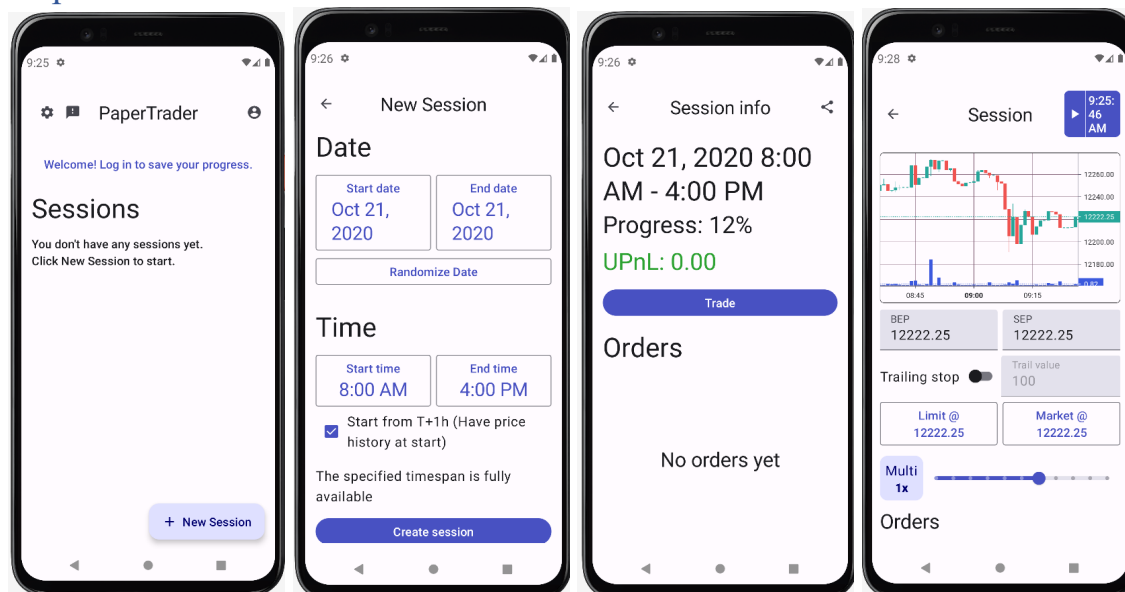 9:25
PaperTrader
Welcome! Log in to save your progress.
Sessions
You don't have any sessions yet.
Click New Session to start.
+ New Session
9:26
New Session
Date
Start date
Oct 21,
2020
End date
Oct 21,
2020
Randomize Date
Time
Start time
8:00 AM
End time
4:00 PM
Start from T+1h (Have price
history at start)
The specified timespan is fully
available
Create session
9:26
Session info
Oct 21, 2020 8:00
AM - 4:00 PM
Progress: 12%
UPnL: 0.00
Trade
Orders
No orders yet
9:28
Session
9:25:
46
AM
12260.00
12240.00
12222.25
12200.00
12180.00
0.82
08:45
09:00
09:15
BEP
12222.25
SEP
12222.25
Trailing stop
Trail value
100
Limit @
12222.25
Market @
12222.25
Multi
1x
Orders